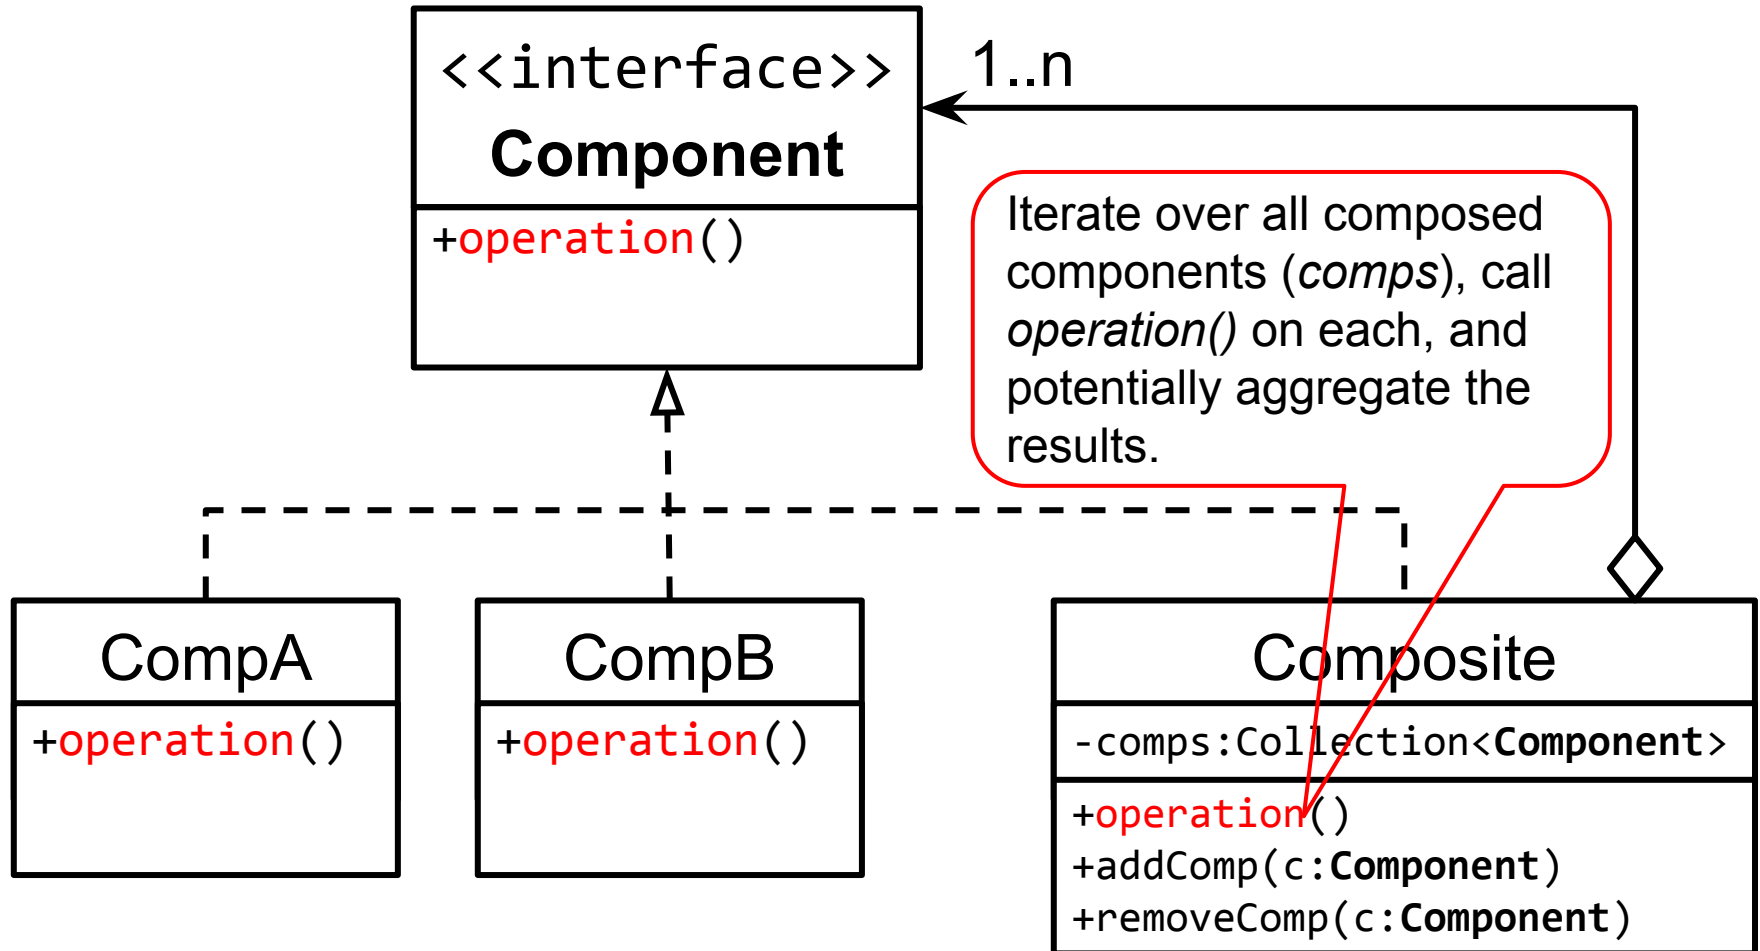 <<interface>>
Component
+operation()
1..n
Iterate over all composed
components (comps), call
operation() on each, and
potentially aggregate the
results.
CompA
+operation()
CompB
+operation()
Composite
-comps:Collection<Component>
+operation()
+addComp(c:Component)
+removeComp(c:Component)